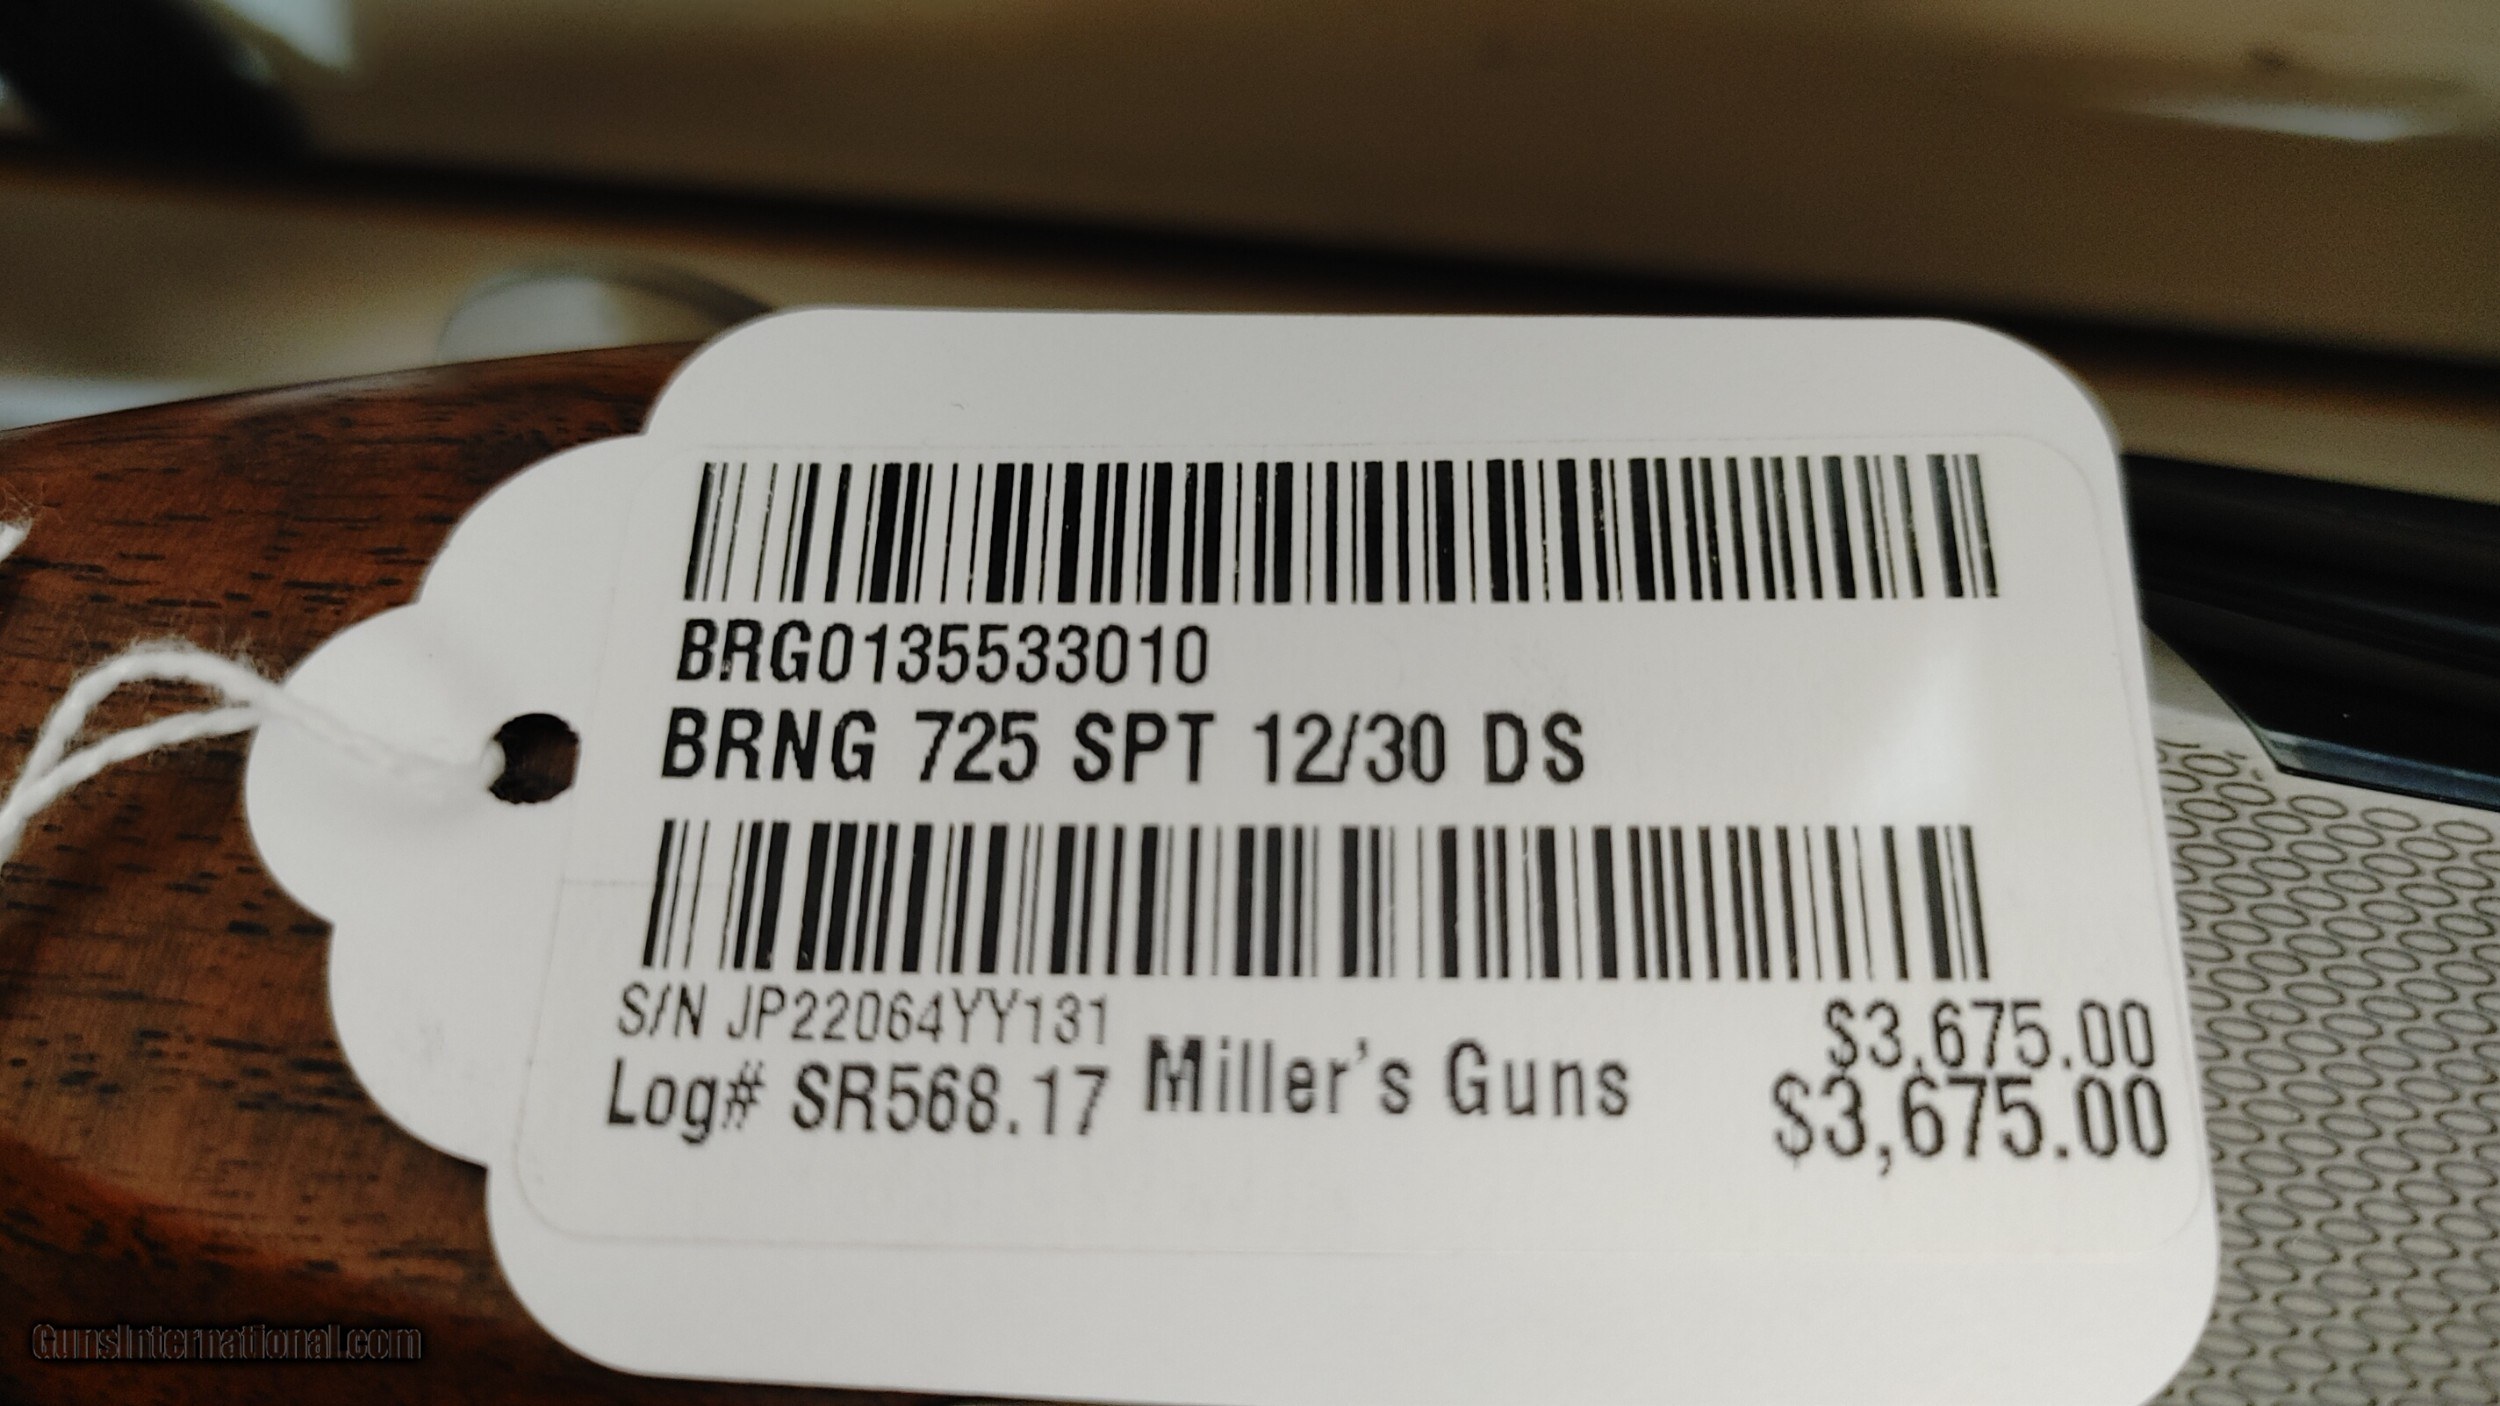 BRG0135533010
BRNG 725 SPT 12/30 DS
S/N JP22064YY131
$3,675.00
Log# SR568.17 Miller's Guns
$3,675.00
GunsInternational.com